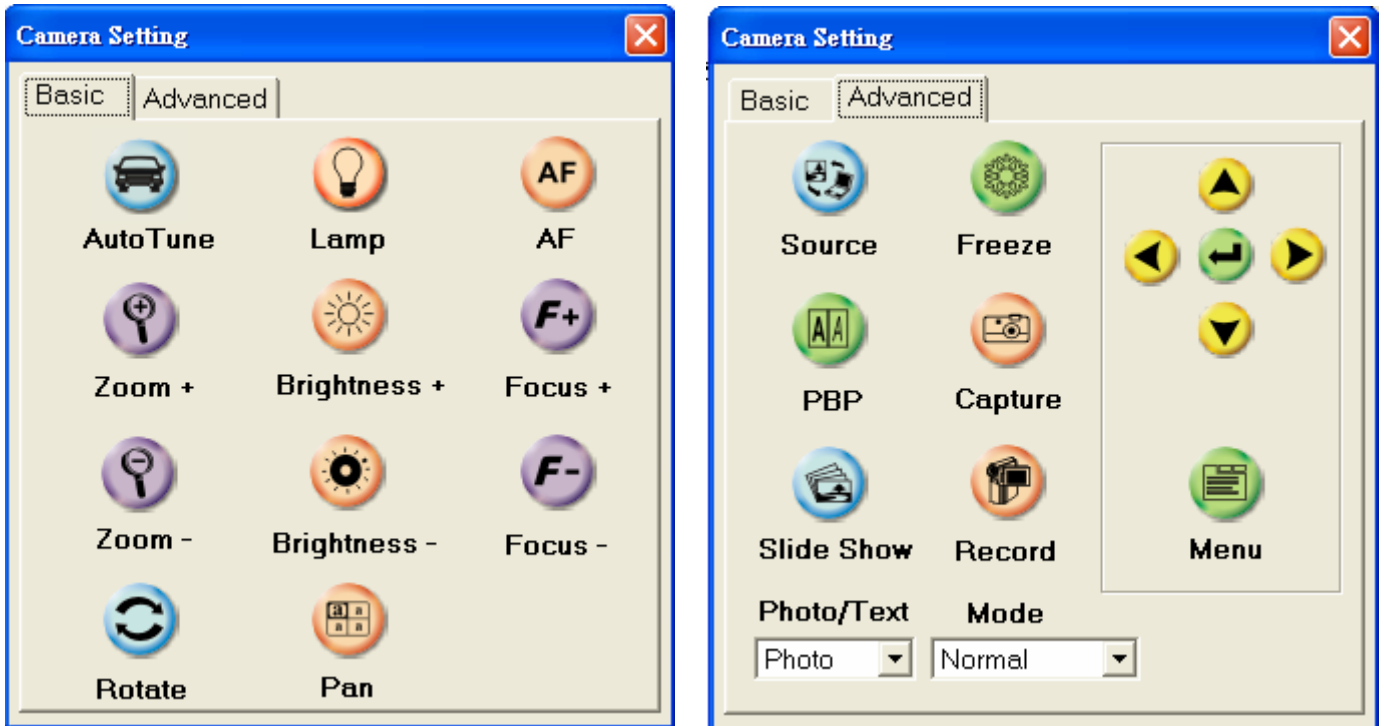 Camera Setting
Basic Advanced
AutoTune Lamp AF
AF
Zoom + Brightness + Focus +
F+
Zoom - Brightness - Focus -
F-
Rotate Pan
a a
a a
Camera Setting
Basic Advanced
Source Freeze
AA
PBP Capture
Slide Show Record Menu
Photo/Text Mode
Photo Normal